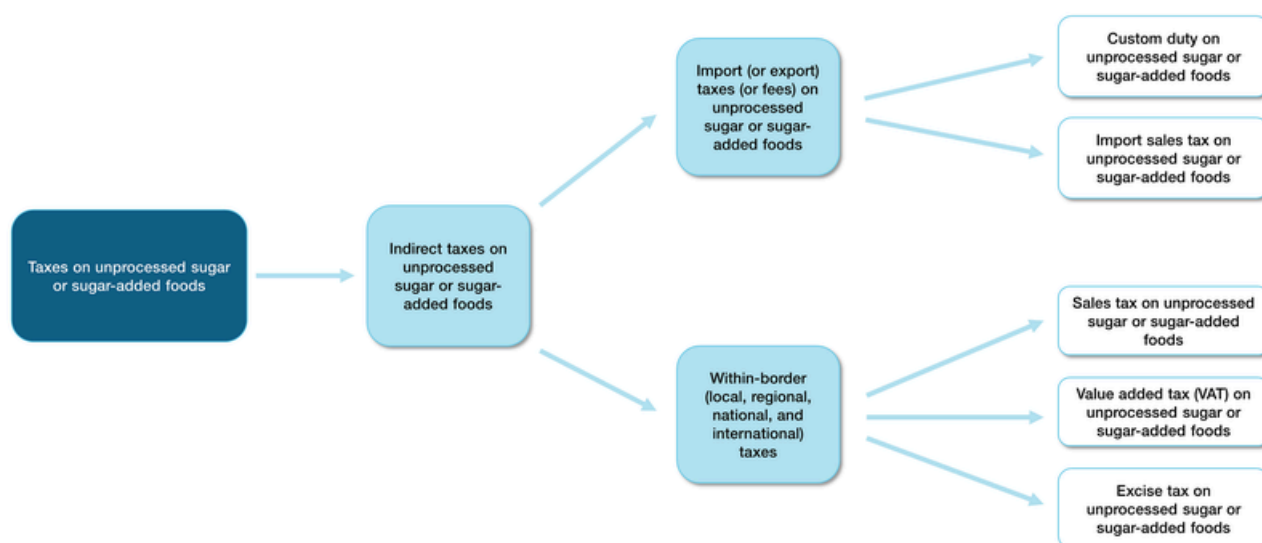 Taxes on unprocessed sugar
or sugar-added foods
Indirect taxes on
unprocessed
sugar or sugar-
added foods
Import (or export)
taxes (or fees) on
unprocessed
sugar or sugar-
added foods
Custom duty on
unprocessed sugar or
sugar-added foods
Import sales tax on
unprocessed sugar or
sugar-added foods
Within-border
(local, regional,
national, and
international)
taxes
Sales tax on unprocessed
sugar or sugar-added
foods
Value added tax (VAT) on
unprocessed sugar or
sugar-added foods
Excise tax on
unprocessed sugar or
sugar-added foods